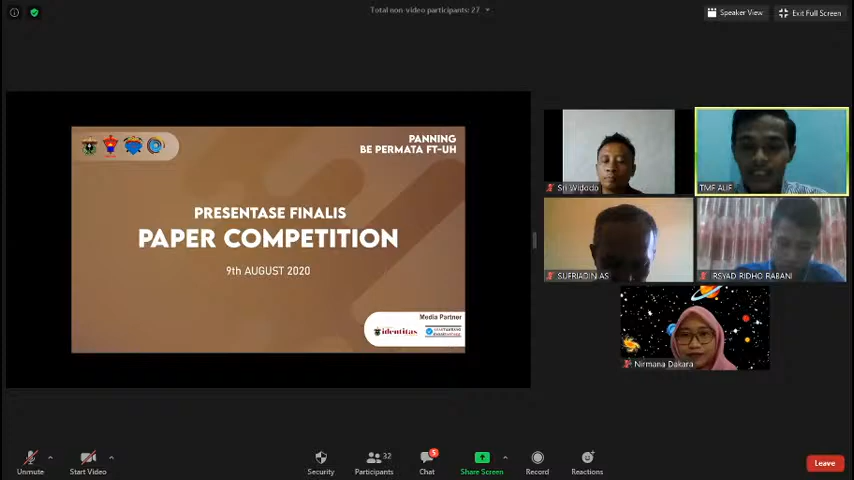 Total non-video participants: 27
Speaker View
Exit Full Screen
PANNING
BE PERMATA FT-UH
PRESENTASE FINALIS
PAPER COMPETITION
9th AUGUST 2020
Media Partner
identitas
Sri Widodo
TMF ALIF
SUFRIADIN AS
IRSYAD RIDHO RABANI
Nirmana Dakara
Unmute
Start Video
Security
Participants
32
Chat
5
Share Screen
Record
Reactions
Leave